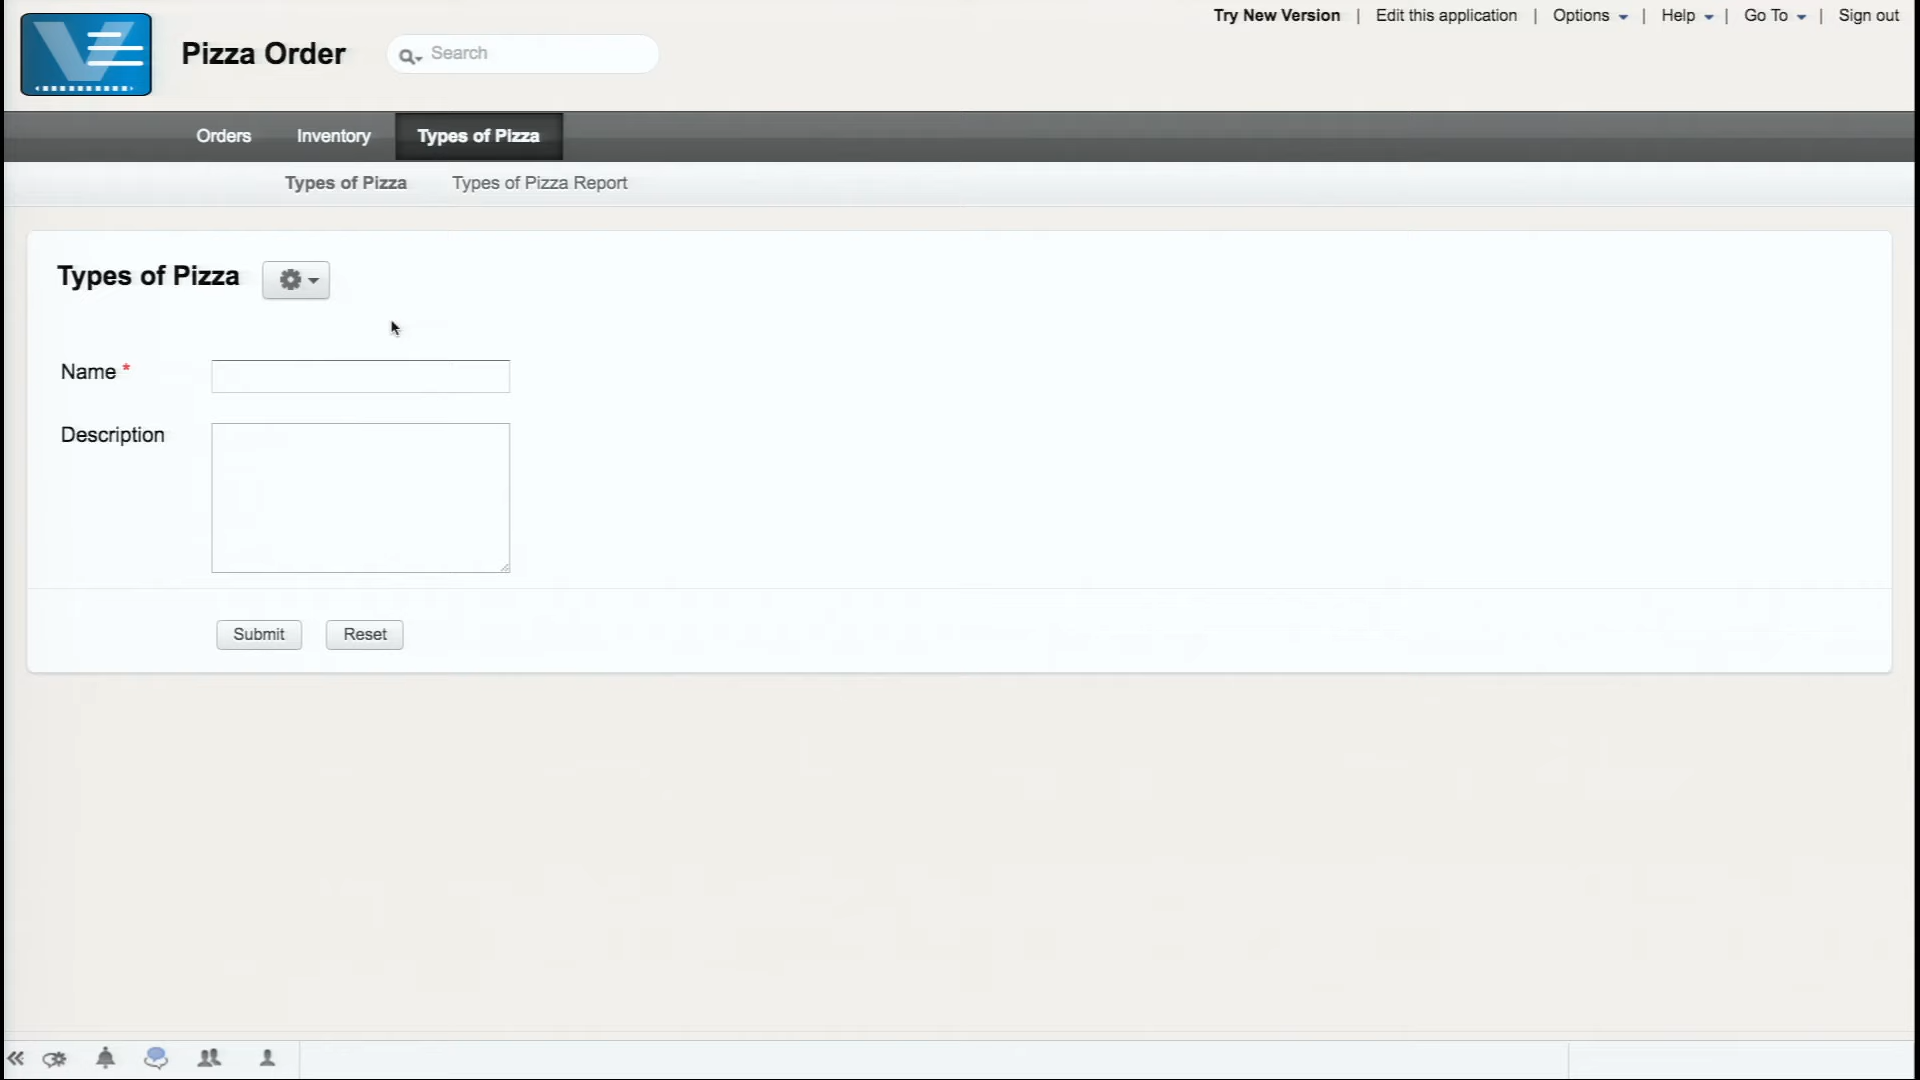 Try New Version | Edit this application | Options | Help | Go To | Sign out
Pizza Order
Search
Orders Inventory Types of Pizza
Types of Pizza Types of Pizza Report
Types of Pizza
Name *
Description
Submit Reset